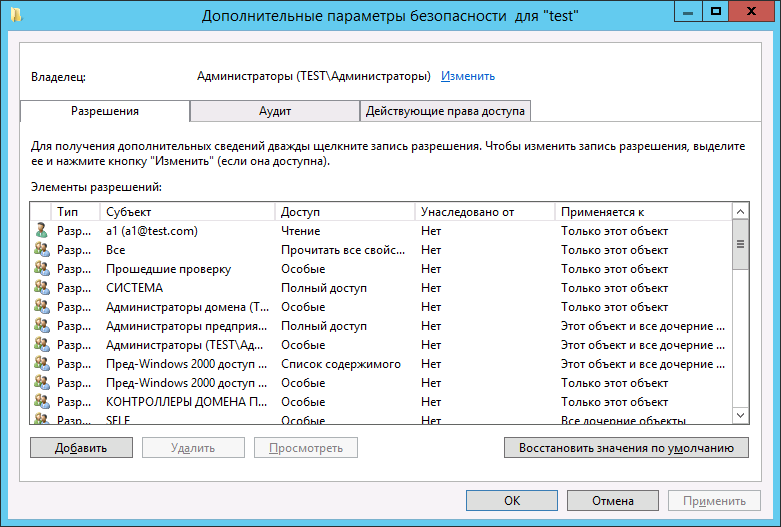 Дополнительные параметры безопасности для "test"
Владелец: Администраторы (TEST\Администраторы) Изменить
Разрешения Аудит Действующие права доступа
Для получения дополнительных сведений дважды щелкните запись разрешения. Чтобы изменить запись разрешения, выделите
ее и нажмите кнопку "Изменить" (если она доступна).
Элементы разрешений:
Тип Субъект Доступ Унаследовано от Применяется к
Разр... a1 (a1@test.com) Чтение Нет Только этот объект
Разр... Все Прочитать все свойс... Нет Только этот объект
Разр... Прошедшие проверку Особые Нет Только этот объект
Разр... СИСТЕМА Полный доступ Нет Только этот объект
Разр... Администраторы домена (T... Особые Нет Только этот объект
Разр... Администраторы предприя... Полный доступ Нет Этот объект и все дочерние ...
Разр... Администраторы (TEST\Ад... Особые Нет Этот объект и все дочерние ...
Разр... Пред-Windows 2000 доступ ... Список содержимого Нет Этот объект и все дочерние ...
Разр... Пред-Windows 2000 доступ ... Особые Нет Только этот объект
Разр... КОНТРОЛЛЕРЫ ДОМЕНА П... Особые Нет Только этот объект
Разр... SELF Особые Нет Все дочерние объекты
Добавить Удалить Просмотреть Восстановить значения по умолчанию
ОК Отмена Применить